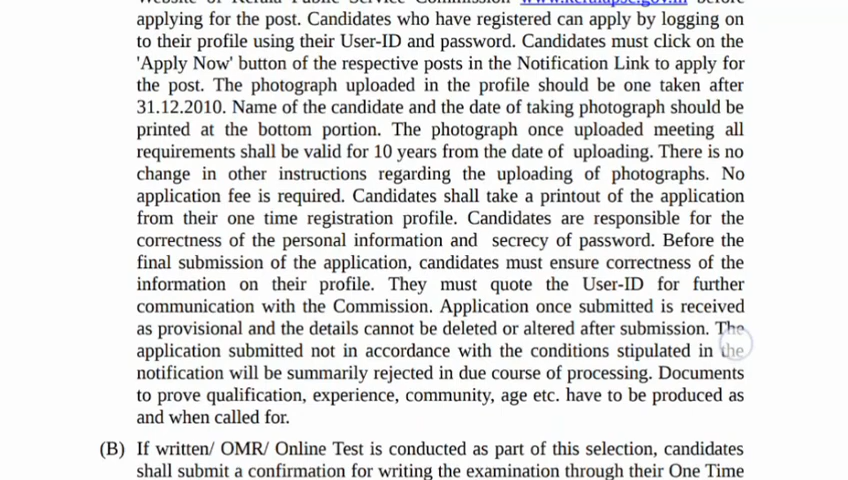 applying for the post. Candidates who have registered can apply by logging on
to their profile using their User-ID and password. Candidates must click on the
'Apply Now' button of the respective posts in the Notification Link to apply for
the post. The photograph uploaded in the profile should be one taken after
31.12.2010. Name of the candidate and the date of taking photograph should be
printed at the bottom portion. The photograph once uploaded meeting all
requirements shall be valid for 10 years from the date of uploading. There is no
change in other instructions regarding the uploading of photographs. No
application fee is required. Candidates shall take a printout of the application
from their one time registration profile. Candidates are responsible for the
correctness of the personal information and secrecy of password. Before the
final submission of the application, candidates must ensure correctness of the
information on their profile. They must quote the User-ID for further
communication with the Commission. Application once submitted is received
as provisional and the details cannot be deleted or altered after submission. The
application submitted not in accordance with the conditions stipulated in the
notification will be summarily rejected in due course of processing. Documents
to prove qualification, experience, community, age etc. have to be produced as
and when called for.
(B) If written/ OMR/ Online Test is conducted as part of this selection, candidates
shall submit a confirmation for writing the examination through their One Time